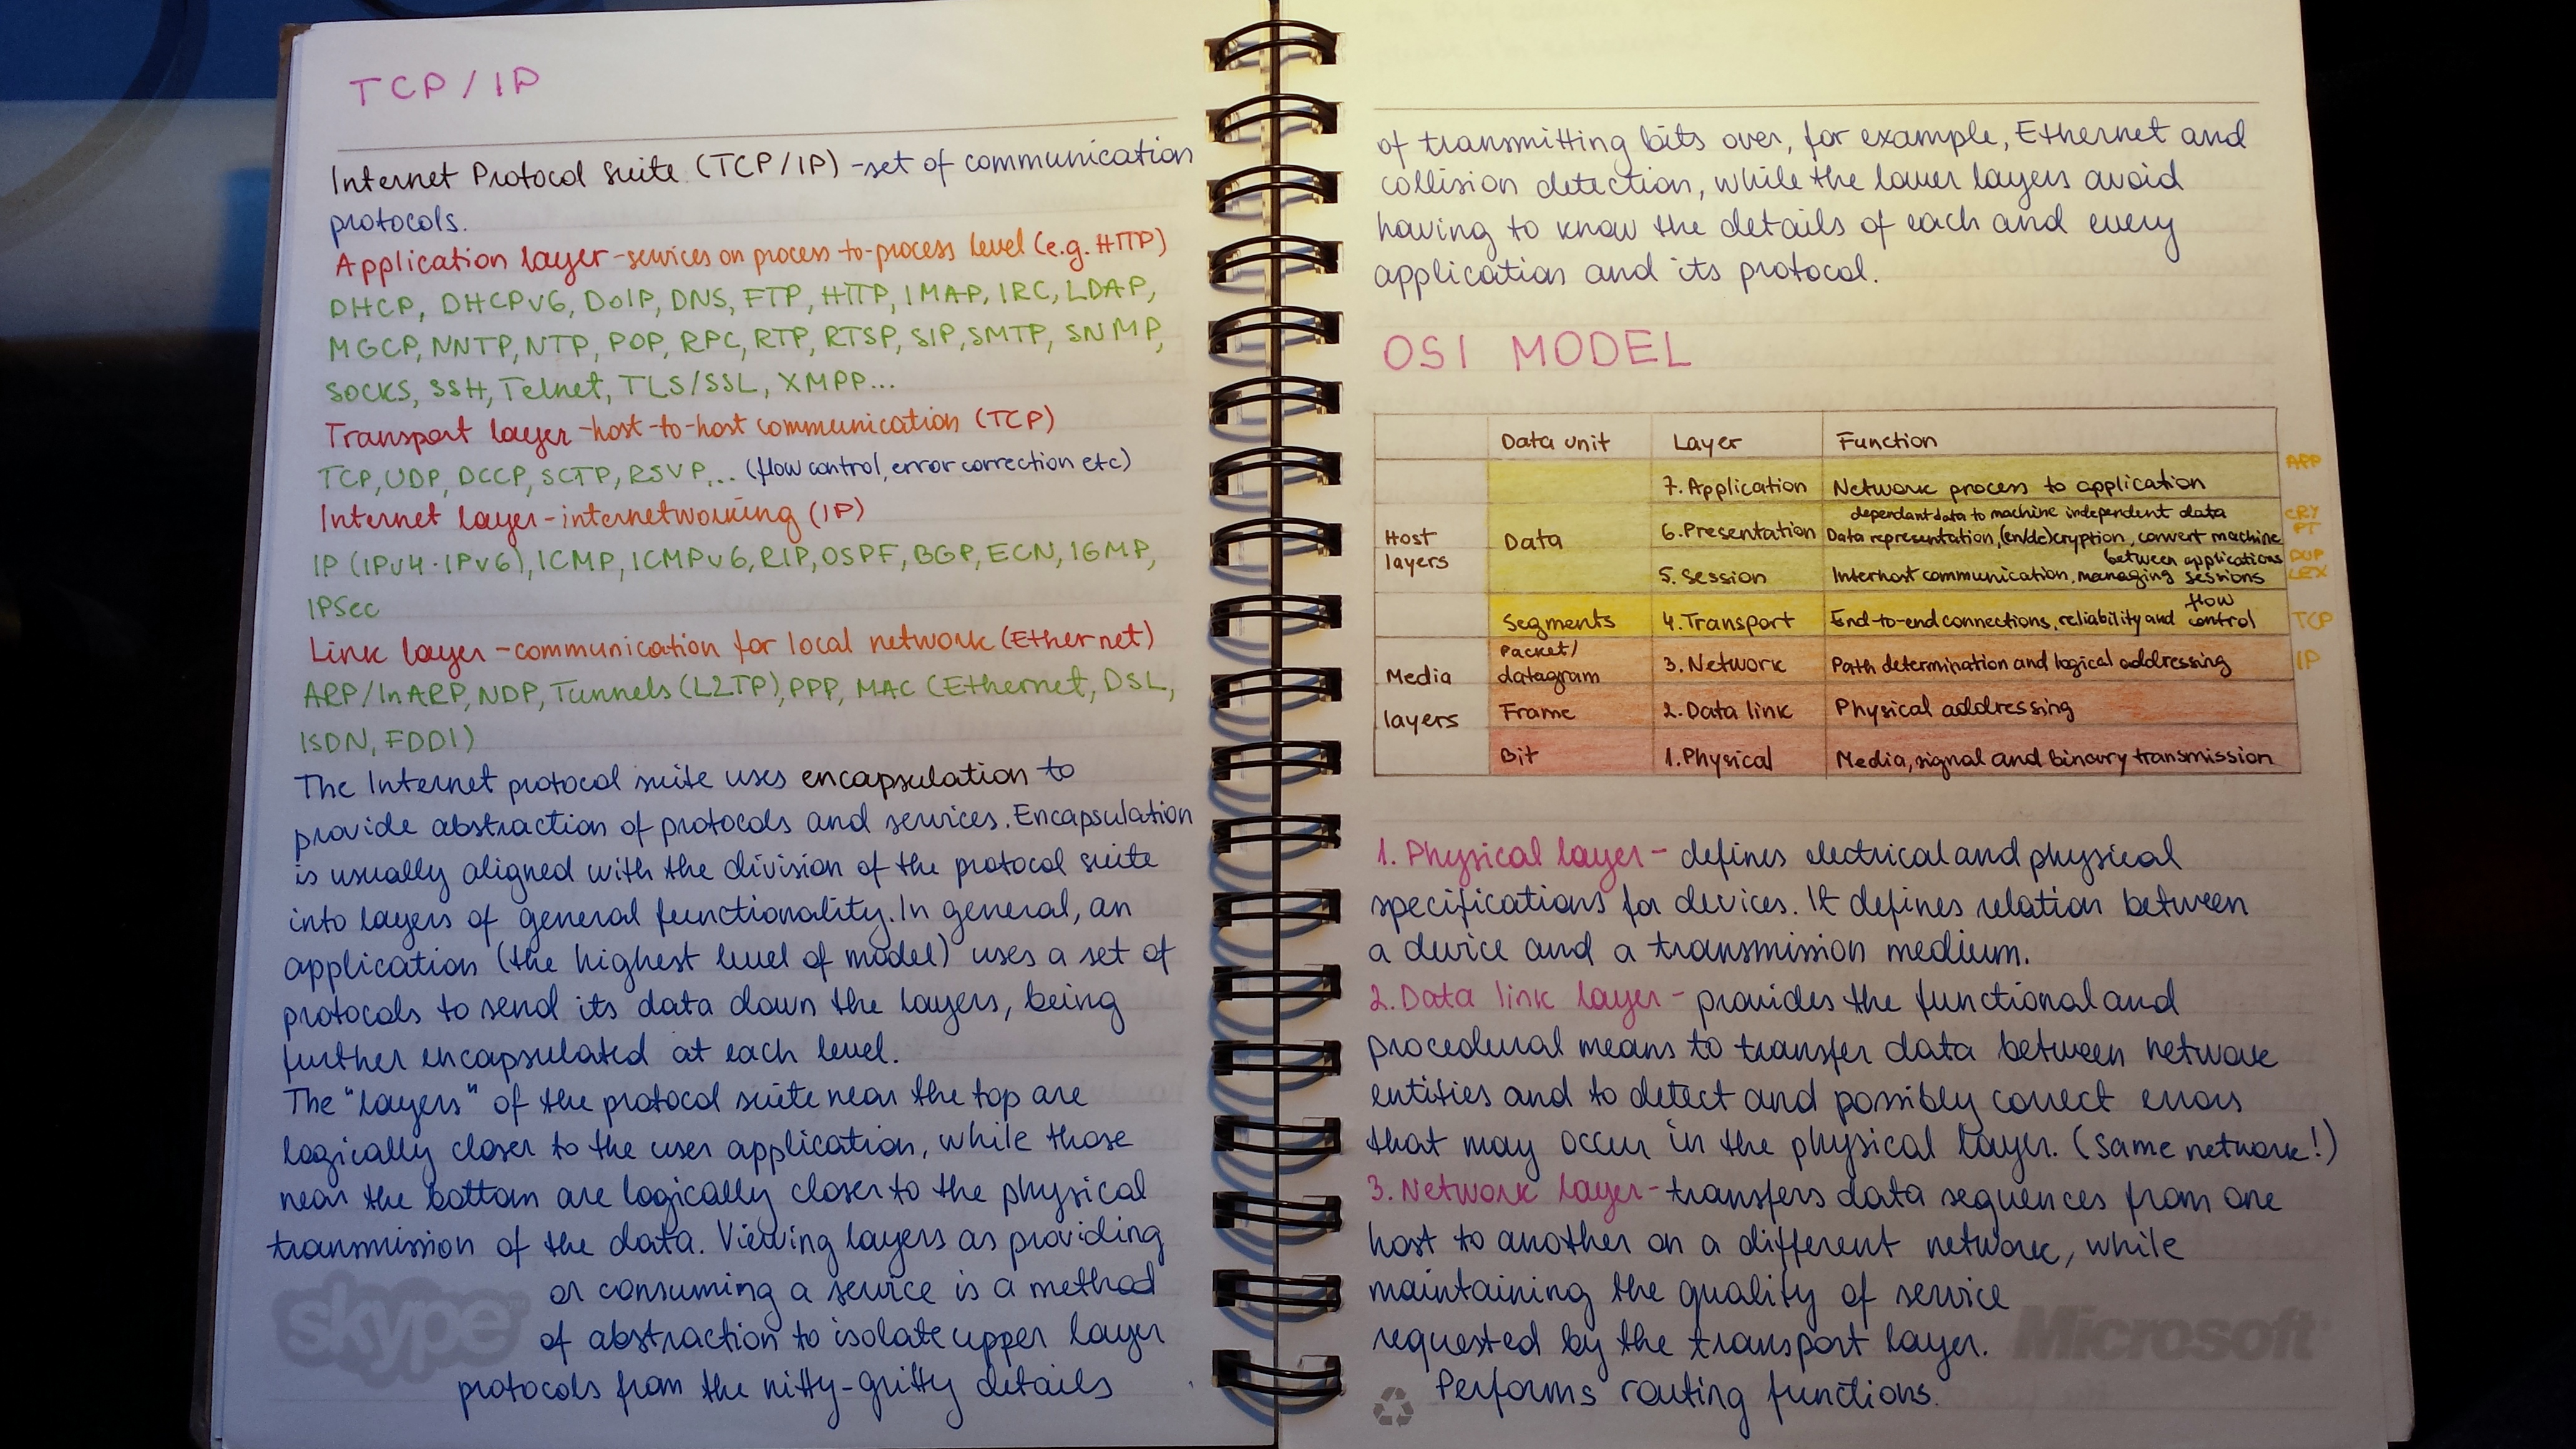 TCP/IP
Internet Protocol Suite (TCP/IP) - set of communication
protocols.
Application layer - services on process-to-process level (e.g. HTTP)
DHCP, DHCPv6, DoIP, DNS, FTP, HTTP, IMAP, IRC, LDAP,
MGCP, NNTP, NTP, POP, RPC, RTP, RTSP, SIP, SMTP, SNMP,
SOCKS, SSH, Telnet, TLS/SSL, XMPP...
Transport layer - host-to-host communication (TCP)
TCP, UDP, DCCP, SCTP, RSVP,... (flow control, error correction etc)
Internet layer - internetworking (IP)
IP (IPv4·IPv6), ICMP, ICMPv6, RIP, OSPF, BGP, ECN, IGMP,
IPSec
Link layer - communication for local network (Ethernet)
ARP/InARP, NDP, Tunnels (L2TP), PPP, MAC (Ethernet, DSL,
ISDN, FDDI)
The Internet protocol suite uses encapsulation to
provide abstraction of protocols and services. Encapsulation
is usually aligned with the division of the protocol suite
into layers of general functionality. In general, an
application (the highest level of model) uses a set of
protocols to send its data down the layers, being
further encapsulated at each level.
The "layers" of the protocol suite near the top are
logically closer to the user application, while those
near the bottom are logically closer to the physical
transmission of the data. Viewing layers as providing
or consuming a service is a method
of abstraction to isolate upper layer
protocols from the nitty-gritty details
skype
of transmitting bits over, for example, Ethernet and
collision detection, while the lower layers avoid
having to know the details of each and every
application and its protocol.
OSI MODEL
Data unit Layer Function
Host layers
Data
7. Application Network process to application
APP
6. Presentation Data representation, (en/de)cryption, convert machine
dependant data to machine independent data
CRY
PT
5. Session Interhost communication, managing sessions
between applications
DUP
LEX
Segments 4. Transport End-to-end connections, reliability and flow control
TCP
Media layers
Packet/
datagram 3. Network Path determination and logical addressing
IP
Frame 2. Data link Physical addressing
Bit 1. Physical Media, signal and binary transmission
1. Physical layer - defines electrical and physical
specifications for devices. It defines relation between
a device and a transmission medium.
2. Data link layer - provides the functional and
procedural means to transfer data between network
entities and to detect and possibly correct errors
that may occur in the physical layer. (same network!)
3. Network layer - transfers data sequences from one
host to another on a different network, while
maintaining the quality of service
requested by the transport layer.
Performs routing functions.
Microsoft